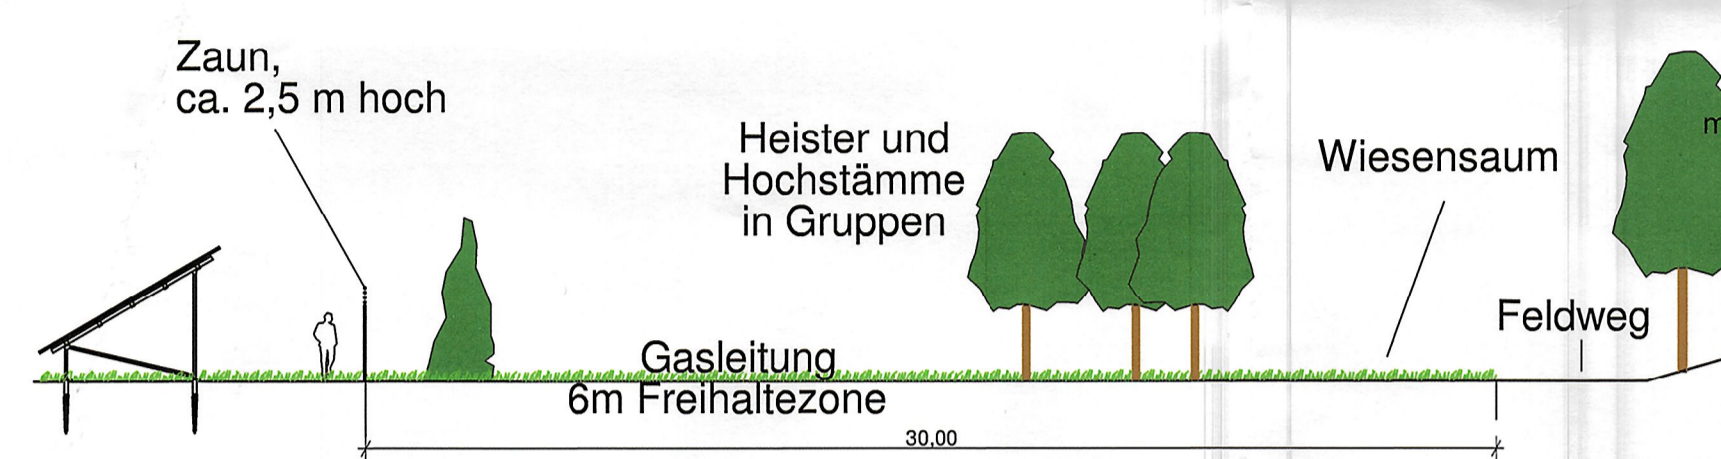 Zaun,
ca. 2,5 m hoch
Heister und
Hochstämme
in Gruppen
Wiesensaum
Feldweg
Gasleitung
6m Freihaltezone
30,00